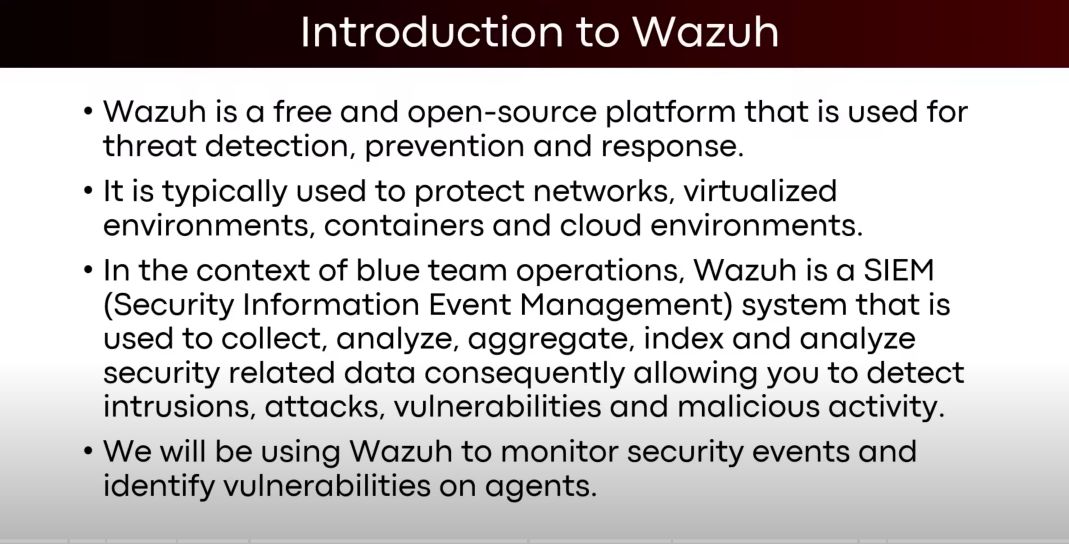 Introduction to Wazuh
• Wazuh is a free and open-source platform that is used for
threat detection, prevention and response.
• It is typically used to protect networks, virtualized
environments, containers and cloud environments.
• In the context of blue team operations, Wazuh is a SIEM
(Security Information Event Management) system that is
used to collect, analyze, aggregate, index and analyze
security related data consequently allowing you to detect
intrusions, attacks, vulnerabilities and malicious activity.
• We will be using Wazuh to monitor security events and
identify vulnerabilities on agents.